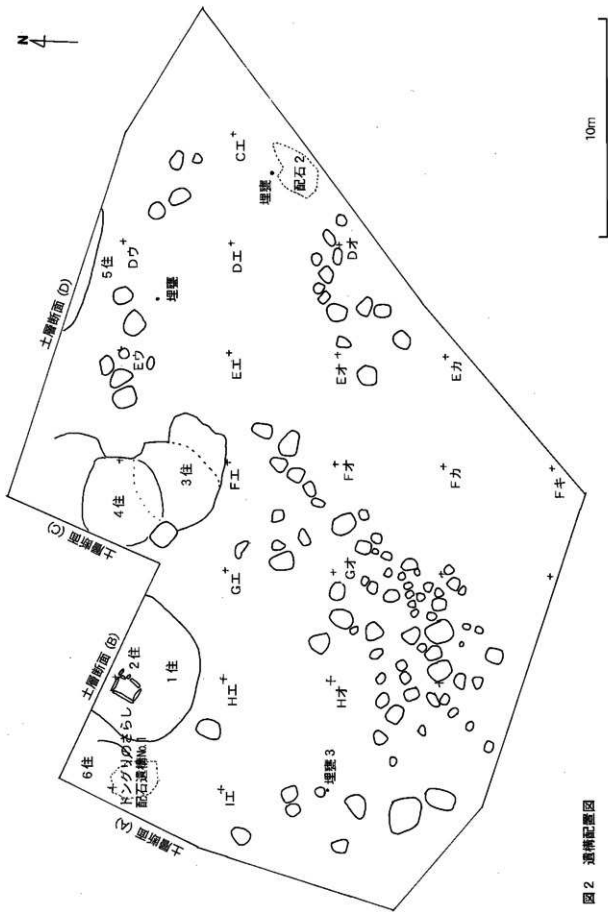 N
土層断面 (D)
5住
Dウ
Eウ
埋甕
Cエ
埋甕
配石2
Dエ
Dオ
Eエ
Eオ
Eカ
土層断面 (C)
4住
3住
Fエ
Fオ
Fカ
Fキ
土層断面 (B)
2住
1住
Gエ
Gオ
Hエ
Hオ
6住
ドングリのさらし
配石遺構No.1
土層断面 (A)
Iエ
埋甕3
10m
図2 遺構配置図